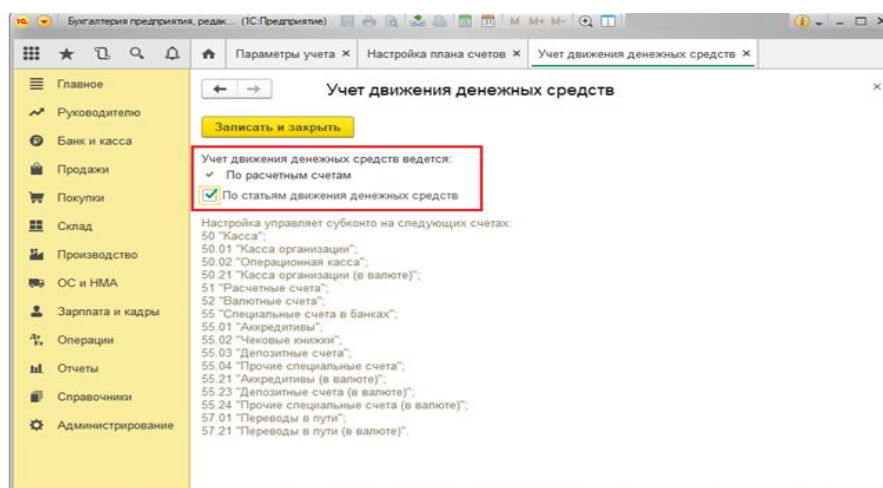 Бухгалтерия предприятия, редак... (1С:Предприятие)
M M+ M-
Параметры учета × Настройка плана счетов × Учет движения денежных средств ×
Главное
Руководителю
Банк и касса
Продажи
Покупки
Склад
Производство
ОС и НМА
Зарплата и кадры
Операции
Отчеты
Справочники
Администрирование
Учет движения денежных средств
Записать и закрыть
Учет движения денежных средств ведется:
По расчетным счетам
По статьям движения денежных средств
Настройка управляет субконто на следующих счетах:
50 "Касса";
50.01 "Касса организации";
50.02 "Операционная касса";
50.21 "Касса организации (в валюте)";
51 "Расчетные счета";
52 "Валютные счета";
55 "Специальные счета в банках";
55.01 "Аккредитивы";
55.02 "Чековые книжки";
55.03 "Депозитные счета";
55.04 "Прочие специальные счета";
55.21 "Аккредитивы (в валюте)";
55.23 "Депозитные счета (в валюте)";
55.24 "Прочие специальные счета (в валюте)";
57.01 "Переводы в пути";
57.21 "Переводы в пути (в валюте)".